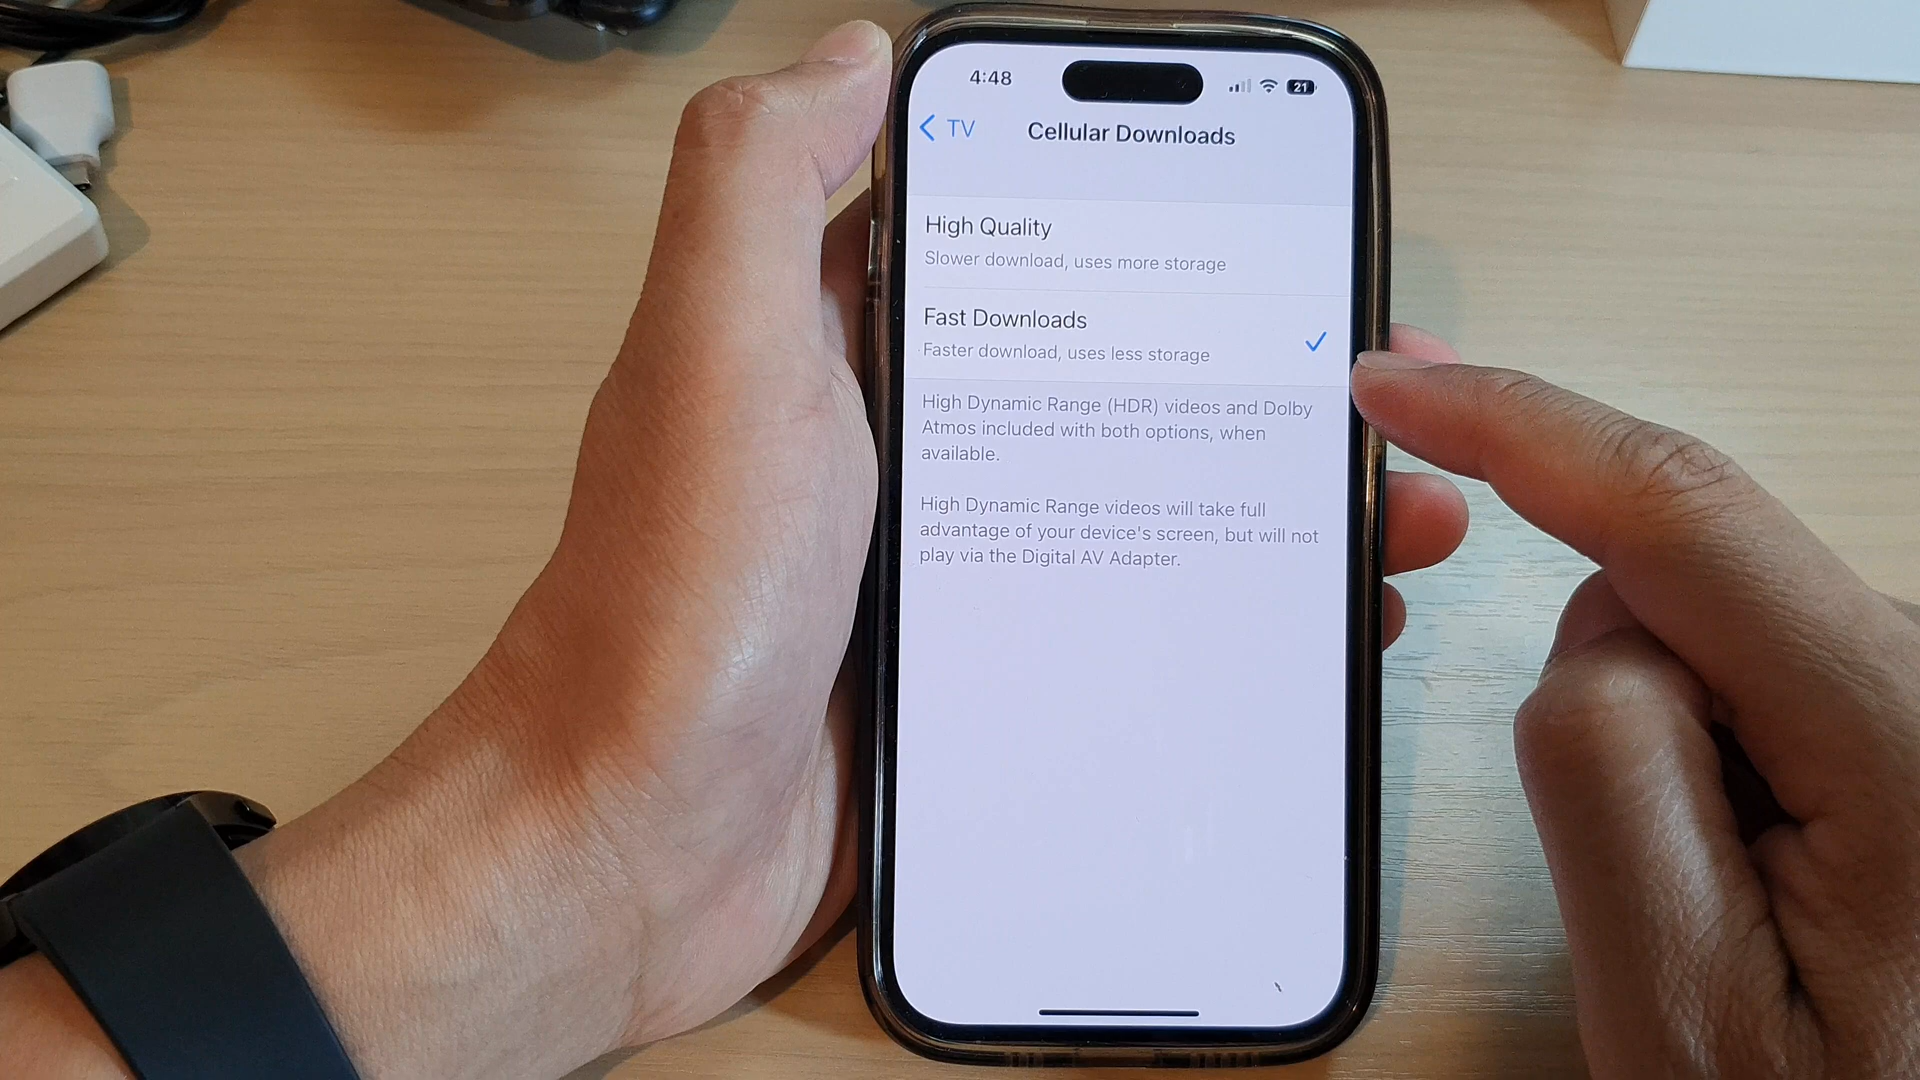 4:48
21
TV
Cellular Downloads
High Quality
Slower download, uses more storage
Fast Downloads
Faster download, uses less storage
High Dynamic Range (HDR) videos and Dolby
Atmos included with both options, when
available.
High Dynamic Range videos will take full
advantage of your device's screen, but will not
play via the Digital AV Adapter.